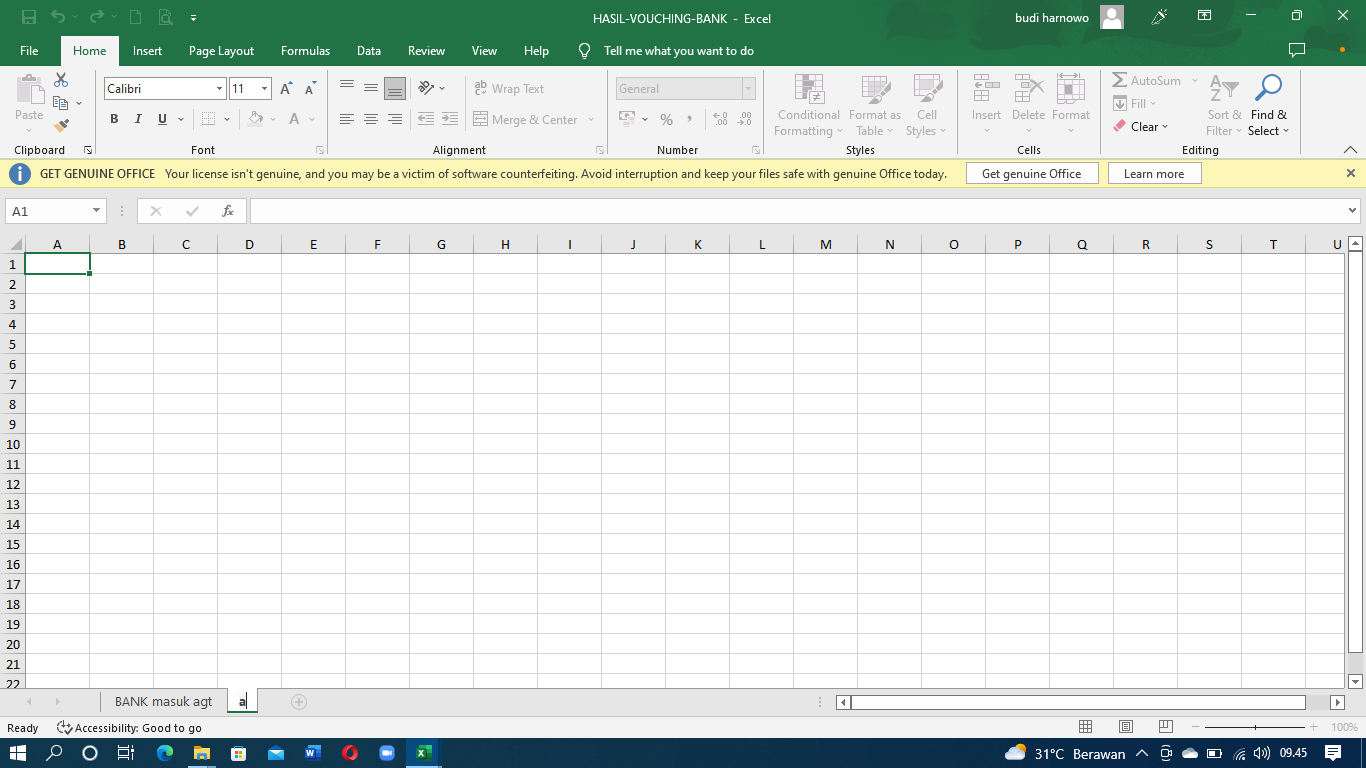 HASIL-VOUCHING-BANK - Excel
budi harnowo
File Home Insert Page Layout Formulas Data Review View Help Tell me what you want to do
Paste
Clipboard
Calibri 11 A A
B I U A
Font
ab Wrap Text
Merge & Center
Alignment
General
% , .00
Number
Conditional Formatting
Format as Table
Cell Styles
Styles
Insert Delete Format
Cells
AutoSum
Fill
Clear
Sort & Filter
Find & Select
Editing
GET GENUINE OFFICE Your license isn't genuine, and you may be a victim of software counterfeiting. Avoid interruption and keep your files safe with genuine Office today. Get genuine Office Learn more
A1 fx
A B C D E F G H I J K L M N O P Q R S T U
1
2
3
4
5
6
7
8
9
10
11
12
13
14
15
16
17
18
19
20
21
22
BANK masuk agt a
Ready Accessibility: Good to go 100%
31°C Berawan 09.45